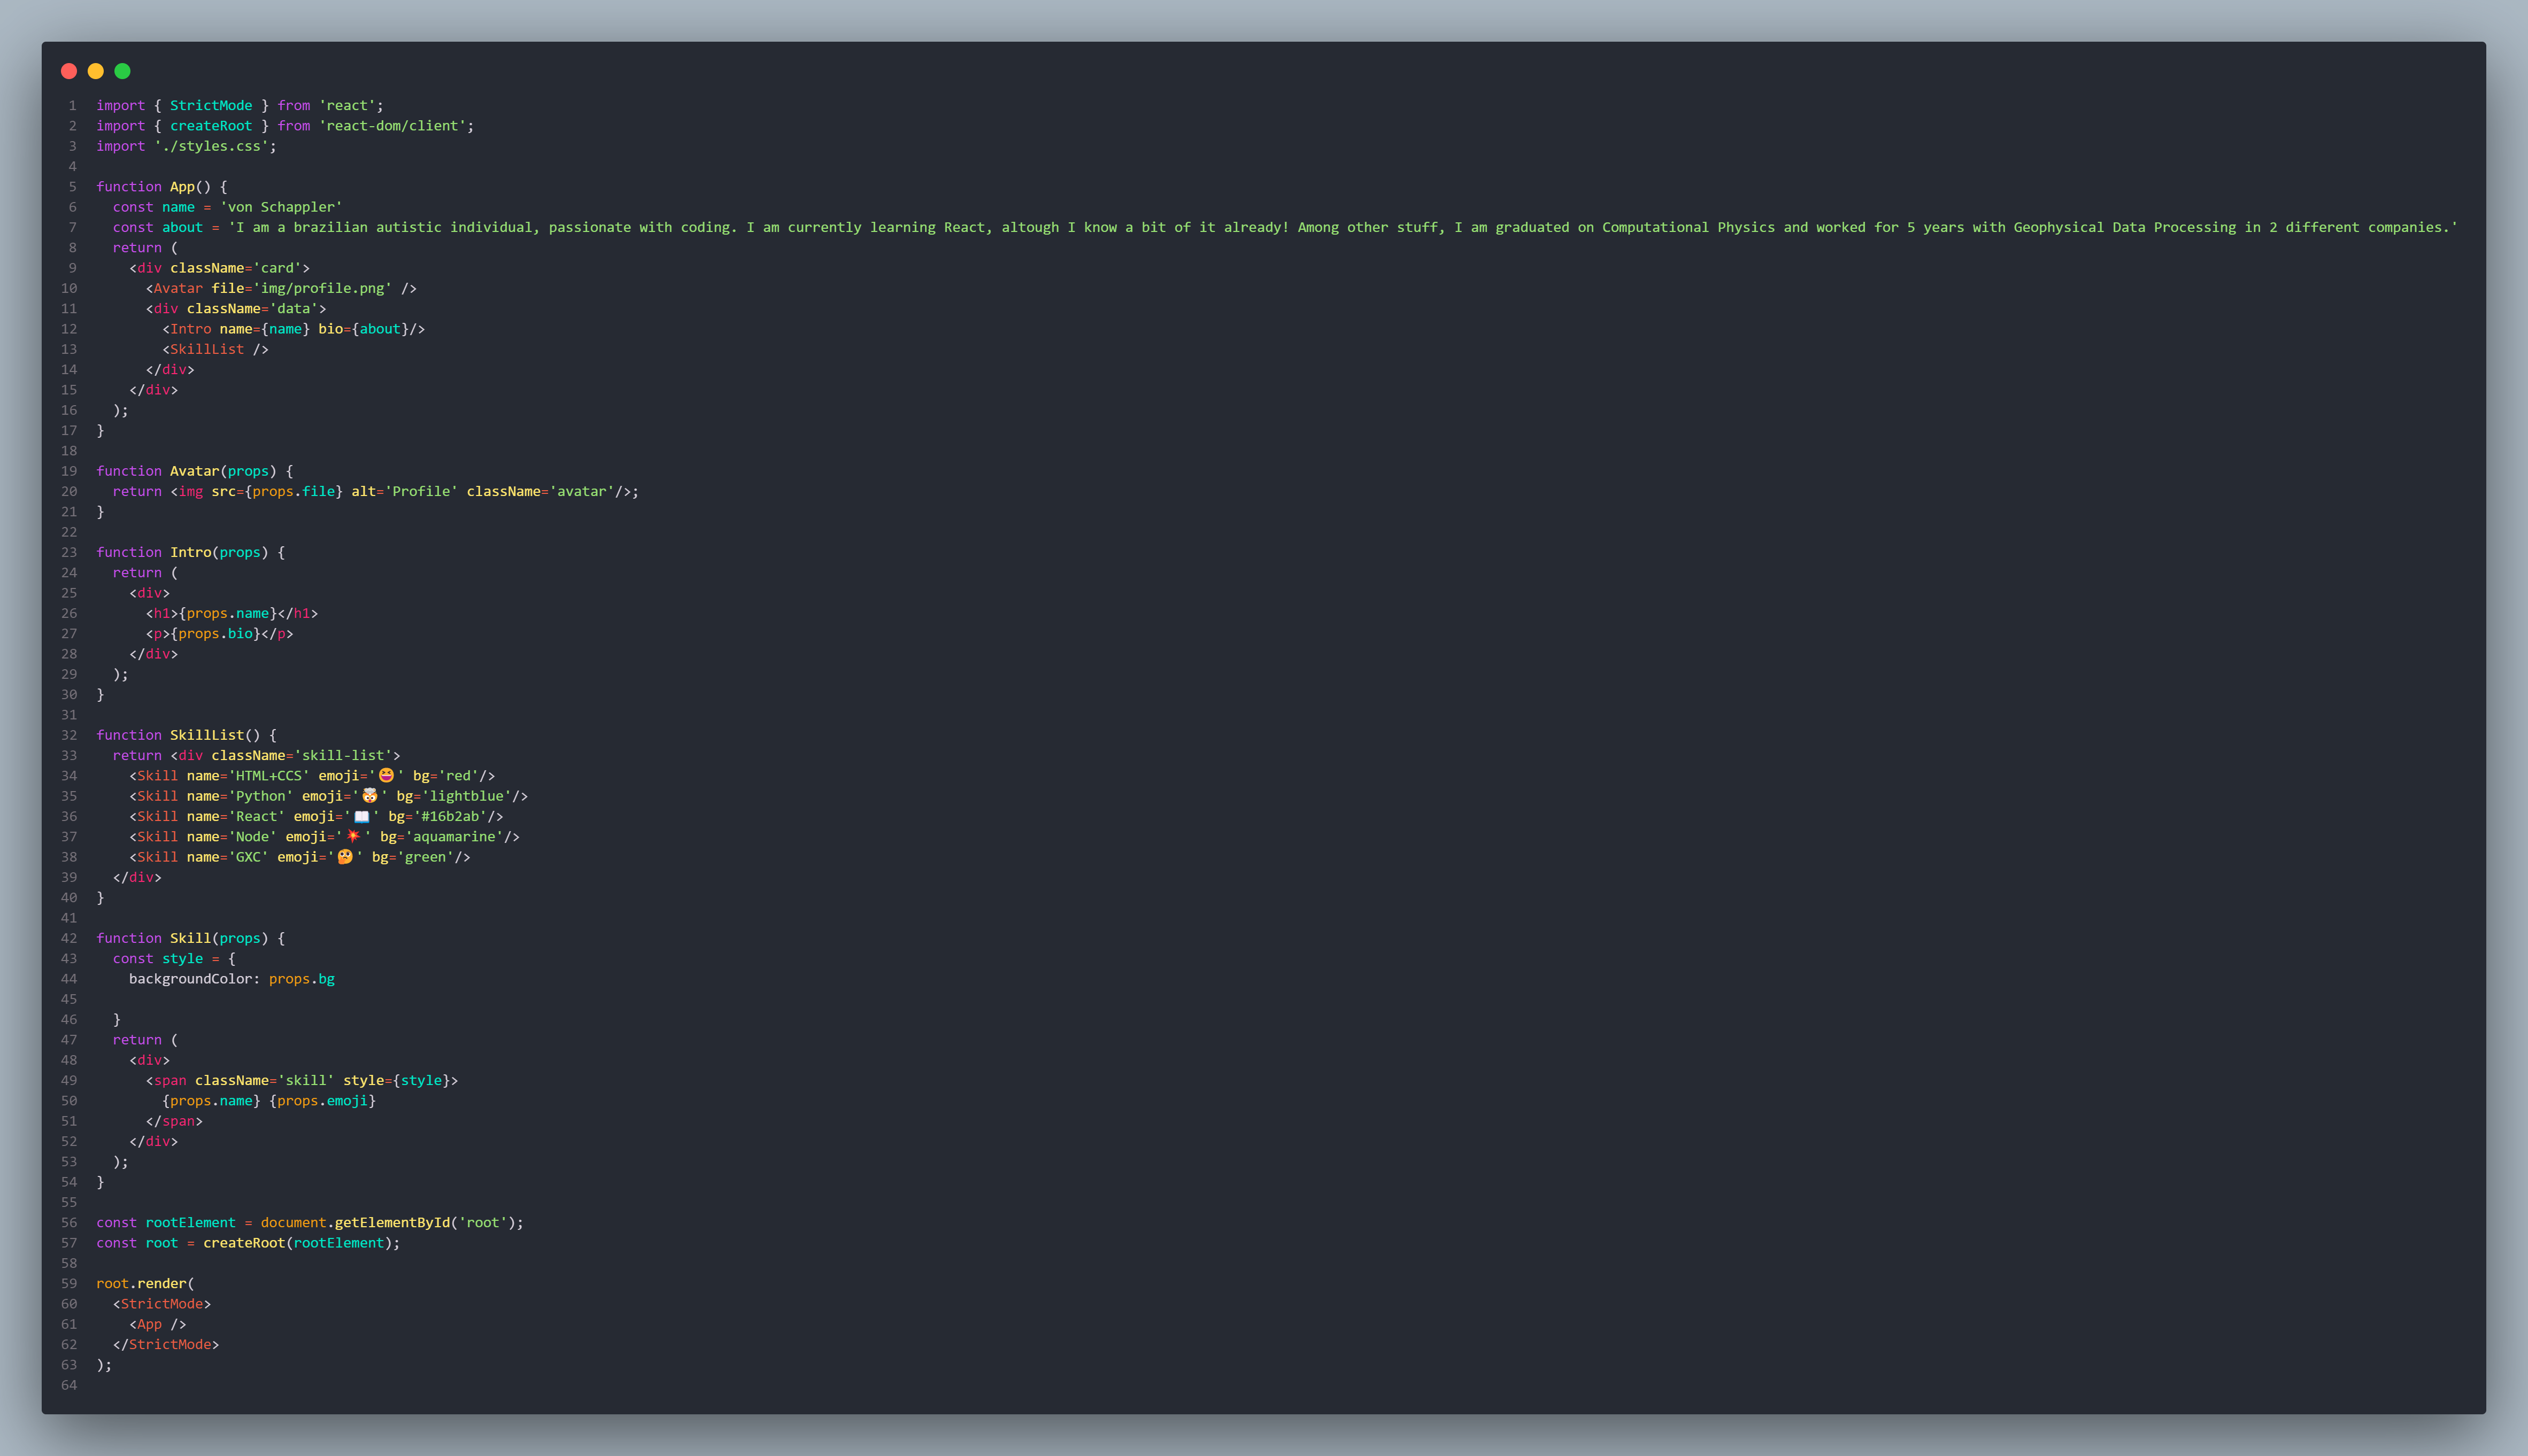 1 import { StrictMode } from 'react';
2 import { createRoot } from 'react-dom/client';
3 import './styles.css';
4
5 function App() {
6   const name = 'von Schappler'
7   const about = 'I am a brazilian autistic individual, passionate with coding. I am currently learning React, altough I know a bit of it already! Among other stuff, I am graduated on Computational Physics and worked for 5 years with Geophysical Data Processing in 2 different companies.'
8   return (
9     <div className='card'>
10       <Avatar file='img/profile.png' />
11       <div className='data'>
12         <Intro name={name} bio={about}/>
13         <SkillList />
14       </div>
15     </div>
16   );
17 }
18
19 function Avatar(props) {
20   return <img src={props.file} alt='Profile' className='avatar'/>;
21 }
22
23 function Intro(props) {
24   return (
25     <div>
26       <h1>{props.name}</h1>
27       <p>{props.bio}</p>
28     </div>
29   );
30 }
31
32 function SkillList() {
33   return <div className='skill-list'>
34     <Skill name='HTML+CCS' emoji='😆' bg='red'/>
35     <Skill name='Python' emoji='🤯' bg='lightblue'/>
36     <Skill name='React' emoji='📖' bg='#16b2ab'/>
37     <Skill name='Node' emoji='💥' bg='aquamarine'/>
38     <Skill name='GXC' emoji='🤔' bg='green'/>
39   </div>
40 }
41
42 function Skill(props) {
43   const style = {
44     backgroundColor: props.bg
45
46   }
47   return (
48     <div>
49       <span className='skill' style={style}>
50         {props.name} {props.emoji}
51       </span>
52     </div>
53   );
54 }
55
56 const rootElement = document.getElementById('root');
57 const root = createRoot(rootElement);
58
59 root.render(
60   <StrictMode>
61     <App />
62   </StrictMode>
63 );
64